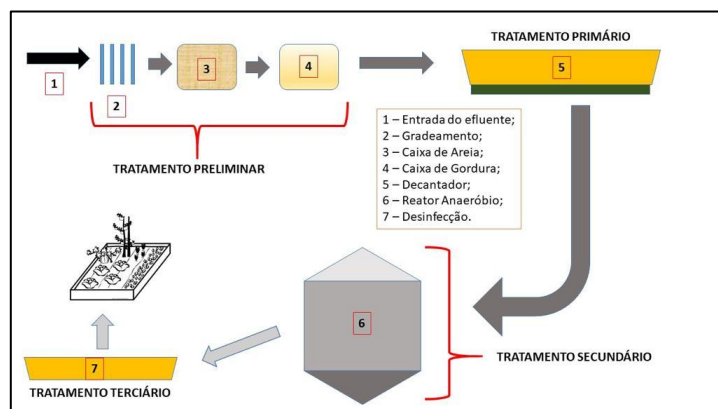 TRATAMENTO PRIMÁRIO
1
2
3
4
5
TRATAMENTO PRELIMINAR
1 – Entrada do efluente;
2 – Gradeamento;
3 – Caixa de Areia;
4 – Caixa de Gordura;
5 – Decantador;
6 – Reator Anaeróbio;
7 – Desinfecção.
6
TRATAMENTO SECUNDÁRIO
7
TRATAMENTO TERCIÁRIO